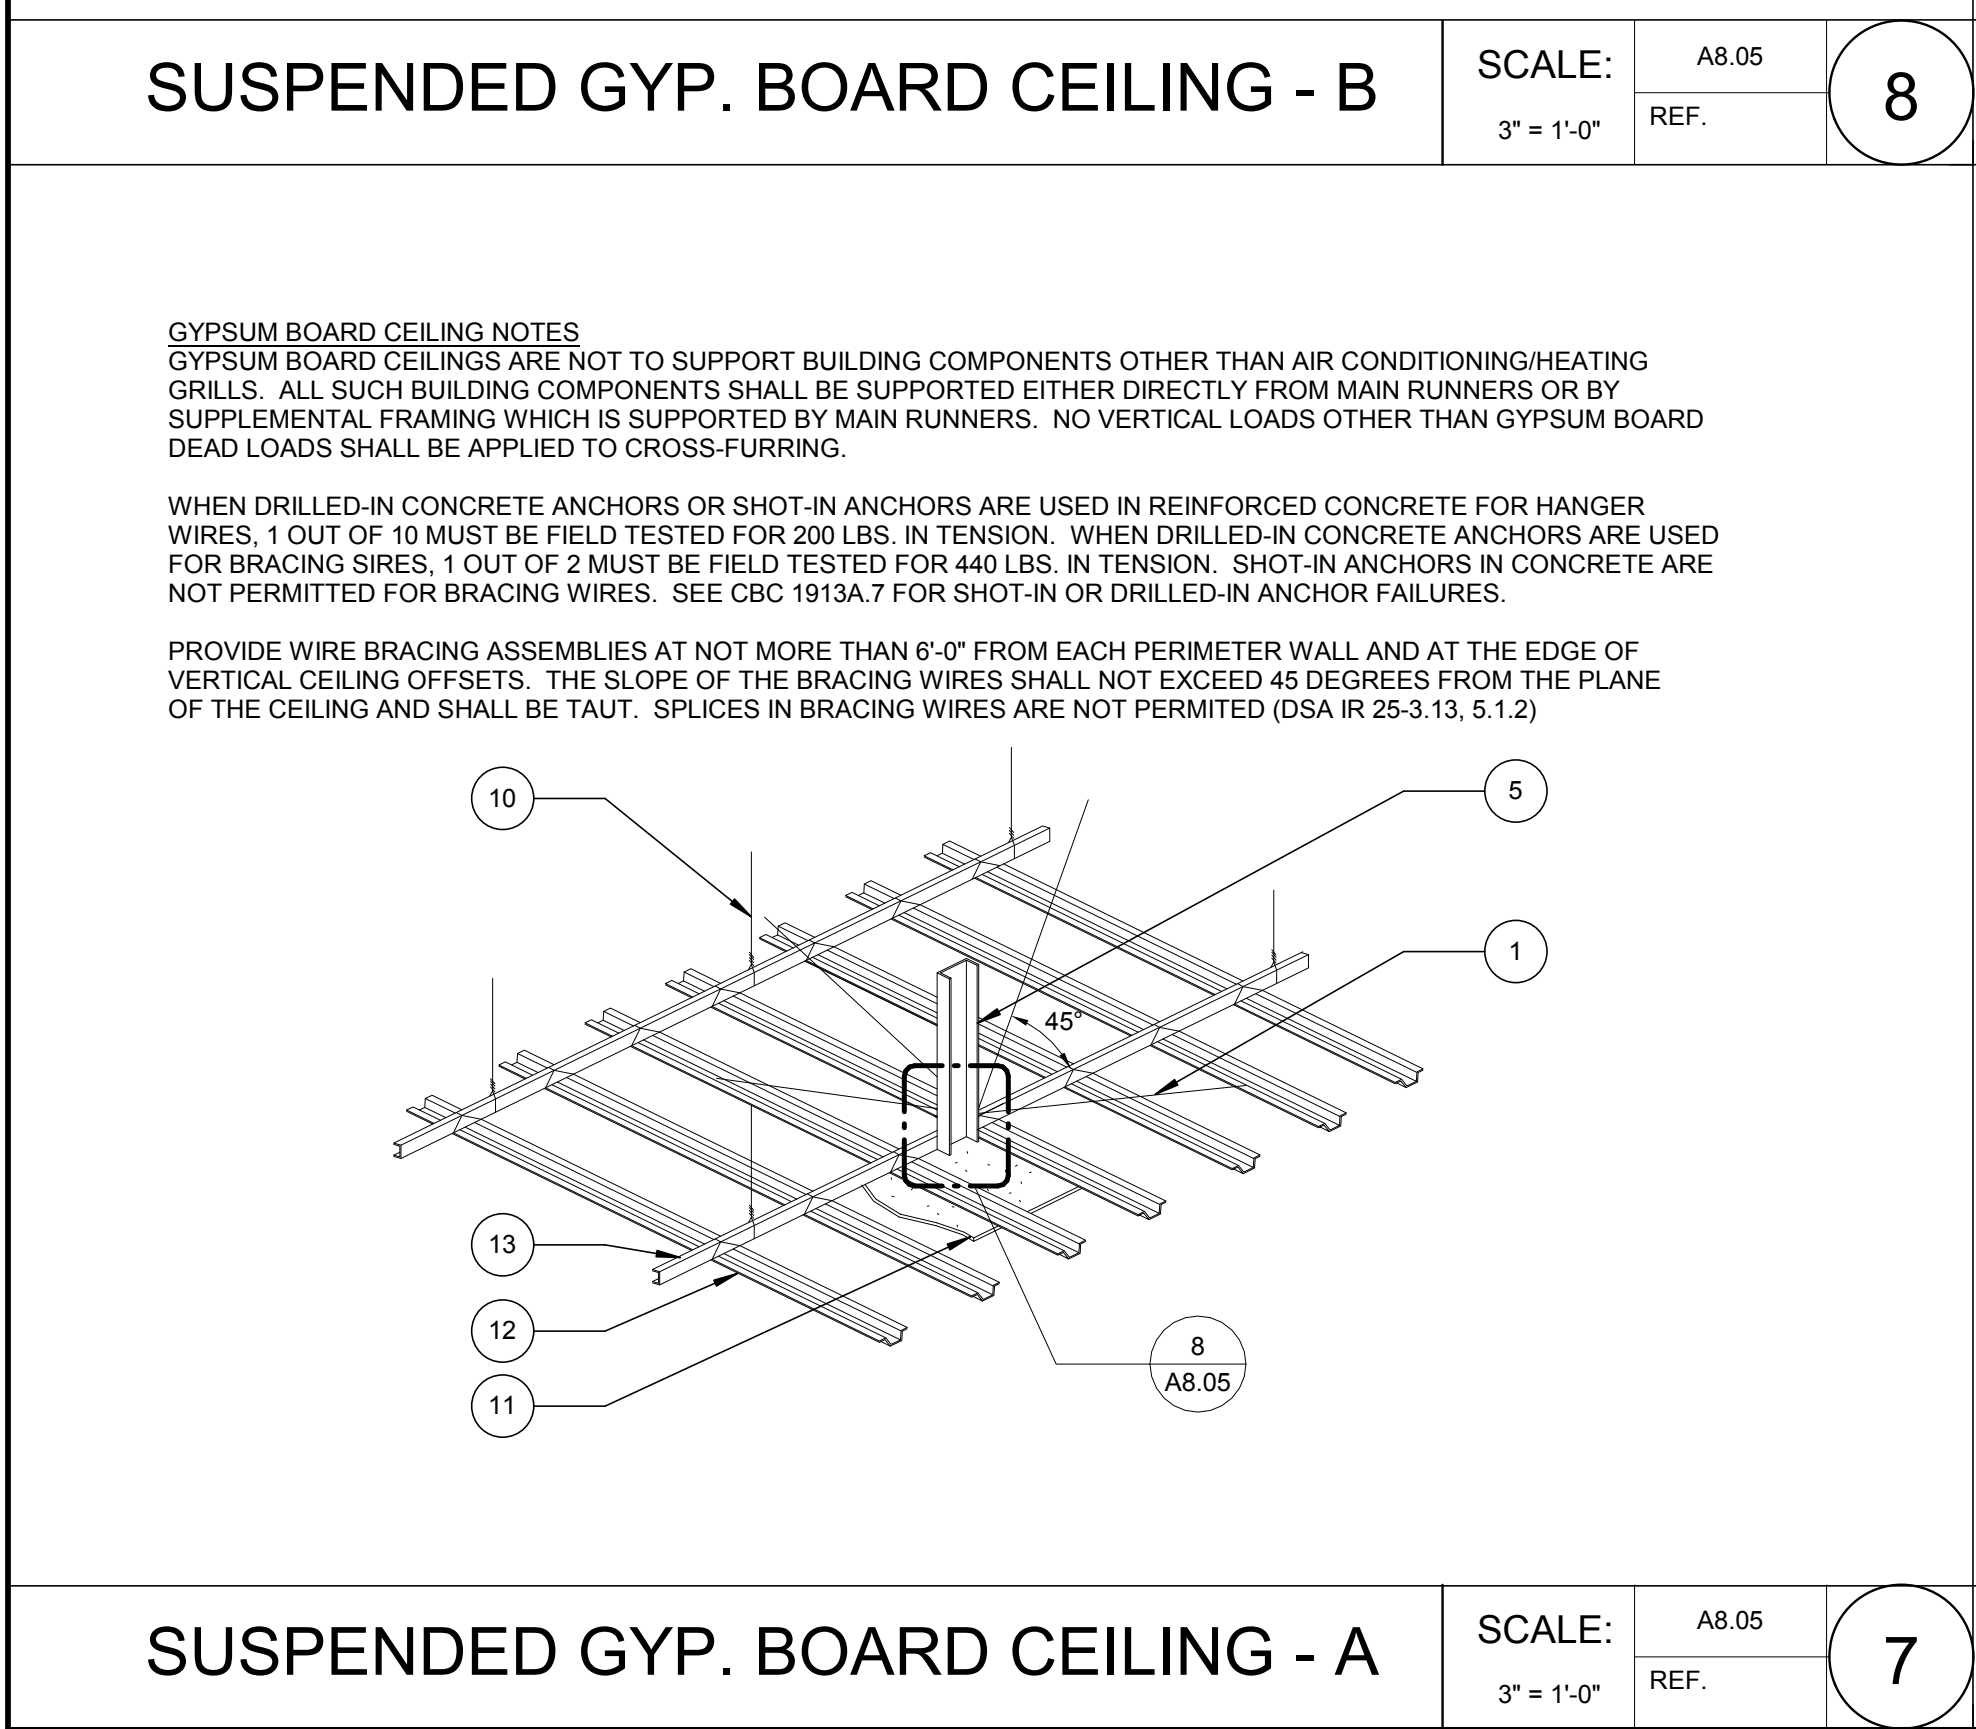 SUSPENDED GYP. BOARD CEILING - B
SCALE:
3" = 1'-0"
A8.05
REF.
8
GYPSUM BOARD CEILING NOTES
GYPSUM BOARD CEILINGS ARE NOT TO SUPPORT BUILDING COMPONENTS OTHER THAN AIR CONDITIONING/HEATING
GRILLS. ALL SUCH BUILDING COMPONENTS SHALL BE SUPPORTED EITHER DIRECTLY FROM MAIN RUNNERS OR BY
SUPPLEMENTAL FRAMING WHICH IS SUPPORTED BY MAIN RUNNERS. NO VERTICAL LOADS OTHER THAN GYPSUM BOARD
DEAD LOADS SHALL BE APPLIED TO CROSS-FURRING.
WHEN DRILLED-IN CONCRETE ANCHORS OR SHOT-IN ANCHORS ARE USED IN REINFORCED CONCRETE FOR HANGER
WIRES, 1 OUT OF 10 MUST BE FIELD TESTED FOR 200 LBS. IN TENSION. WHEN DRILLED-IN CONCRETE ANCHORS ARE USED
FOR BRACING SIRES, 1 OUT OF 2 MUST BE FIELD TESTED FOR 440 LBS. IN TENSION. SHOT-IN ANCHORS IN CONCRETE ARE
NOT PERMITTED FOR BRACING WIRES. SEE CBC 1913A.7 FOR SHOT-IN OR DRILLED-IN ANCHOR FAILURES.
PROVIDE WIRE BRACING ASSEMBLIES AT NOT MORE THAN 6'-0" FROM EACH PERIMETER WALL AND AT THE EDGE OF
VERTICAL CEILING OFFSETS. THE SLOPE OF THE BRACING WIRES SHALL NOT EXCEED 45 DEGREES FROM THE PLANE
OF THE CEILING AND SHALL BE TAUT. SPLICES IN BRACING WIRES ARE NOT PERMITED (DSA IR 25-3.13, 5.1.2)
10
5
1
45°
13
12
11
8
A8.05
SUSPENDED GYP. BOARD CEILING - A
SCALE:
3" = 1'-0"
A8.05
REF.
7